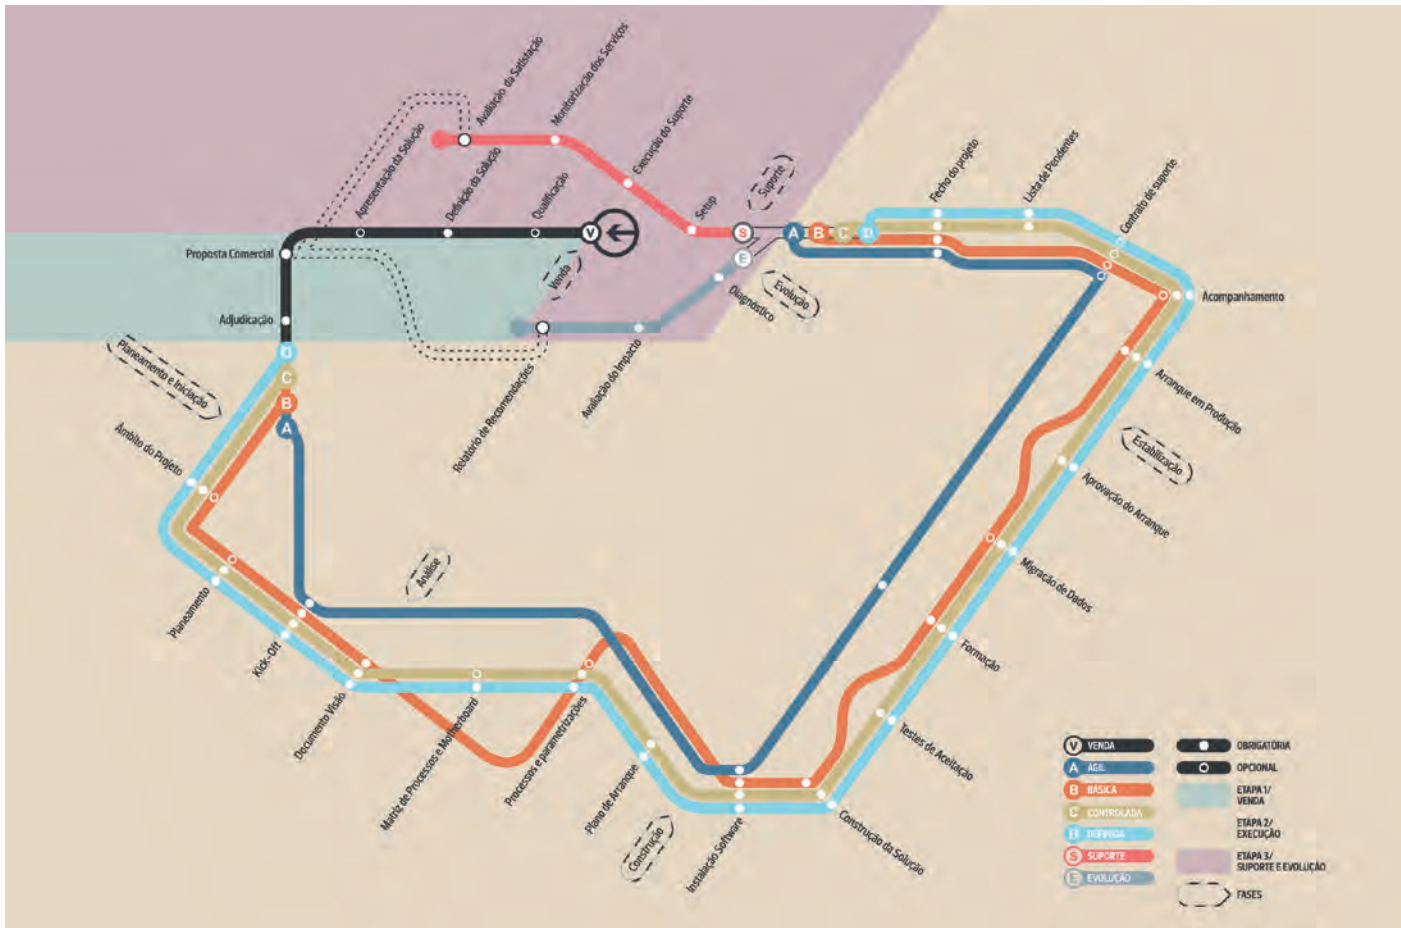 Avaliação da Satisfação
Monitorização dos Serviços
Execução do Suporte
Setup
Suporte
S
Apresentação da Solução
Definição da Solução
Qualificação
V
Venda
Proposta Comercial
Adjudicação
E
Evolução
Diagnóstico
Avaliação do Impacto
Relatório de Recomendações
A
B
C
D
Fecho do projeto
Lista de Pendentes
Contrato de suporte
Acompanhamento
Arranque em Produção
Estabilização
Aprovação do Arranque
Migração de Dados
Formação
Testes de Aceitação
Construção da Solução
Instalação Software
Construção
Plano de Arranque
Processos e parametrizações
Matriz de Processos e Motherboard
Documento Visão
Kick-Off
Análise
Planeamento
Âmbito do Projeto
Planeamento e Iniciação
D
C
B
A
V VENDA
A ÁGIL
B BÁSICA
C CONTROLADA
D DEFINIDA
S SUPORTE
E EVOLUÇÃO
OBRIGATÓRIA
OPCIONAL
ETAPA 1/
VENDA
ETAPA 2/
EXECUÇÃO
ETAPA 3/
SUPORTE E EVOLUÇÃO
FASES